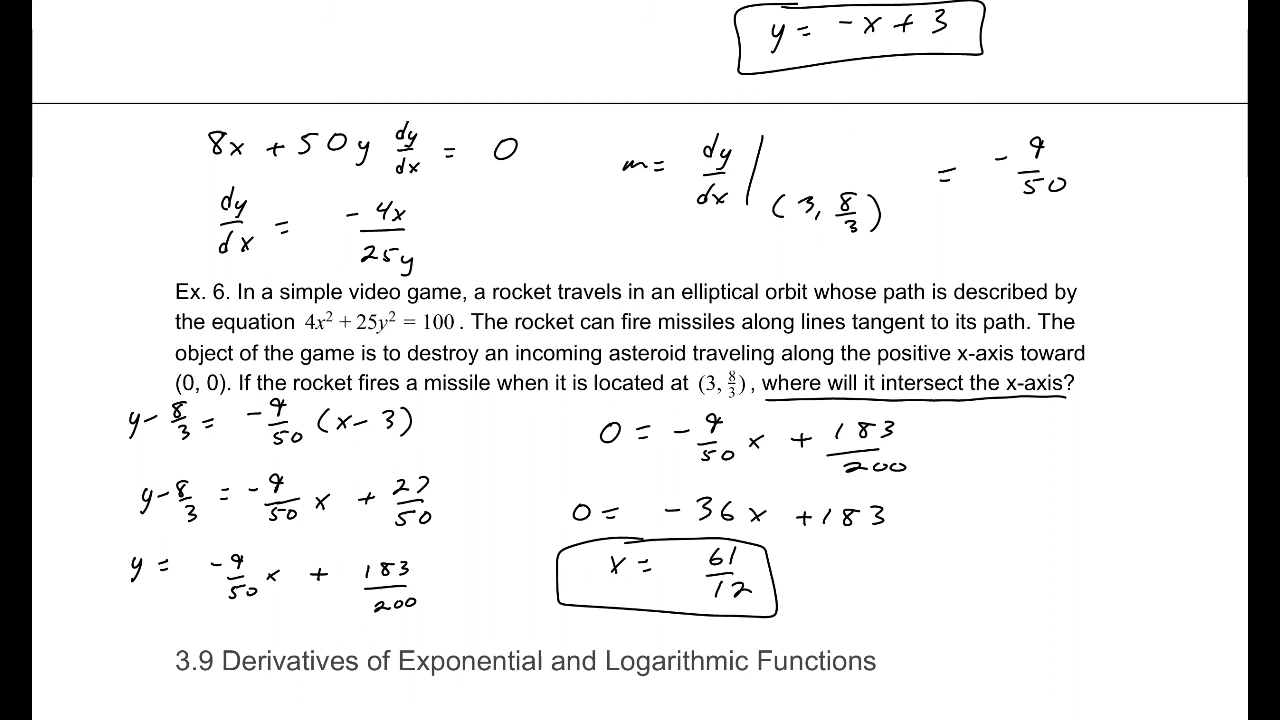 y = -x + 3
8x + 50y dy/dx = 0
m = dy/dx | (3, 8/3) = - 9/50
dy/dx = -4x/25y
Ex. 6. In a simple video game, a rocket travels in an elliptical orbit whose path is described by
the equation 4x² + 25y² = 100 . The rocket can fire missiles along lines tangent to its path. The
object of the game is to destroy an incoming asteroid traveling along the positive x-axis toward
(0, 0). If the rocket fires a missile when it is located at (3, 8/3) , where will it intersect the x-axis?
y - 8/3 = - 9/50 (x - 3)
y - 8/3 = - 9/50 x + 27/50
y = - 9/50 x + 183/200
0 = - 9/50 x + 183/200
0 = - 36x + 183
x = 61/12
3.9 Derivatives of Exponential and Logarithmic Functions